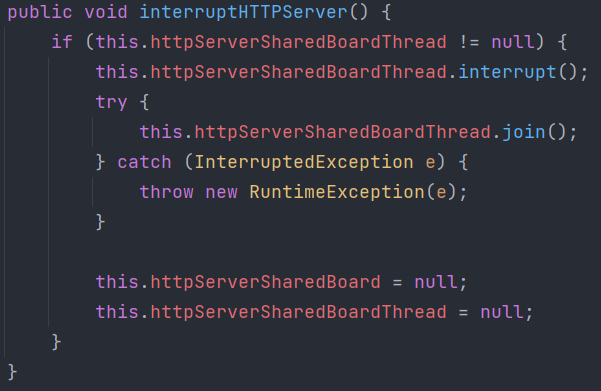 public void interruptHTTPServer() {
    if (this.httpServerSharedBoardThread != null) {
        this.httpServerSharedBoardThread.interrupt();
        try {
            this.httpServerSharedBoardThread.join();
        } catch (InterruptedException e) {
            throw new RuntimeException(e);
        }

        this.httpServerSharedBoard = null;
        this.httpServerSharedBoardThread = null;
    }
}